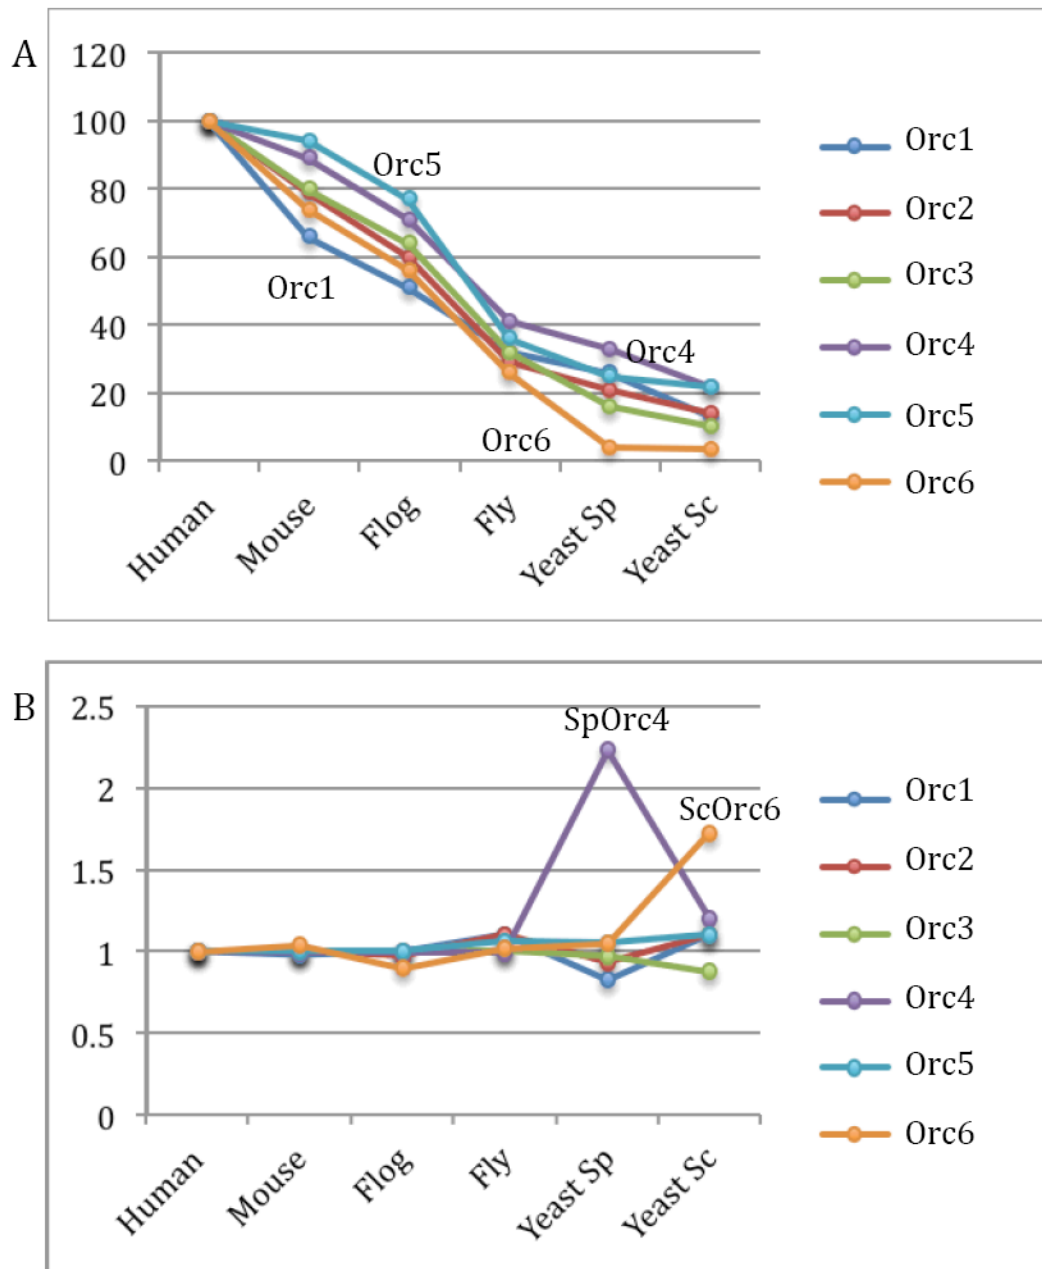 A
120
100
80
60
40
20
0
Orc5
Orc1
Orc4
Orc6
Human
Mouse
Flog
Fly
Yeast Sp
Yeast Sc
Orc1
Orc2
Orc3
Orc4
Orc5
Orc6
B
2.5
2
1.5
1
0.5
0
SpOrc4
ScOrc6
Human
Mouse
Flog
Fly
Yeast Sp
Yeast Sc
Orc1
Orc2
Orc3
Orc4
Orc5
Orc6